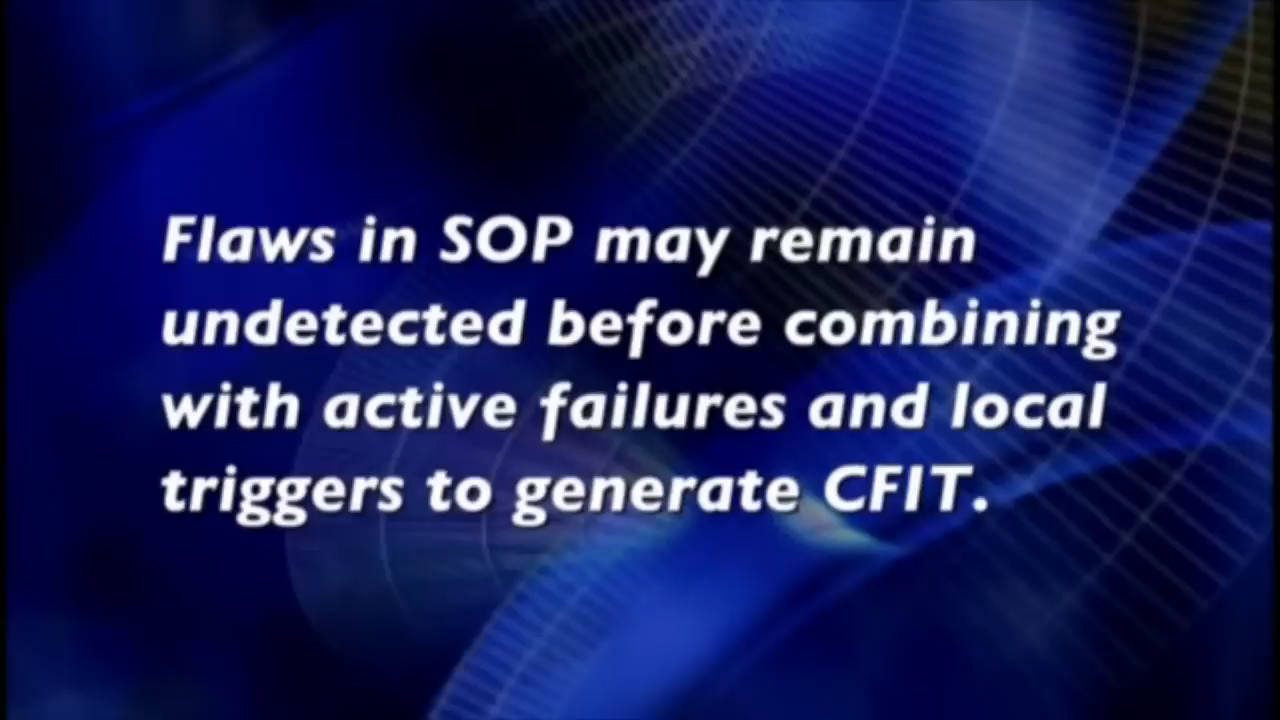 Flaws in SOP may remain
undetected before combining
with active failures and local
triggers to generate CFIT.